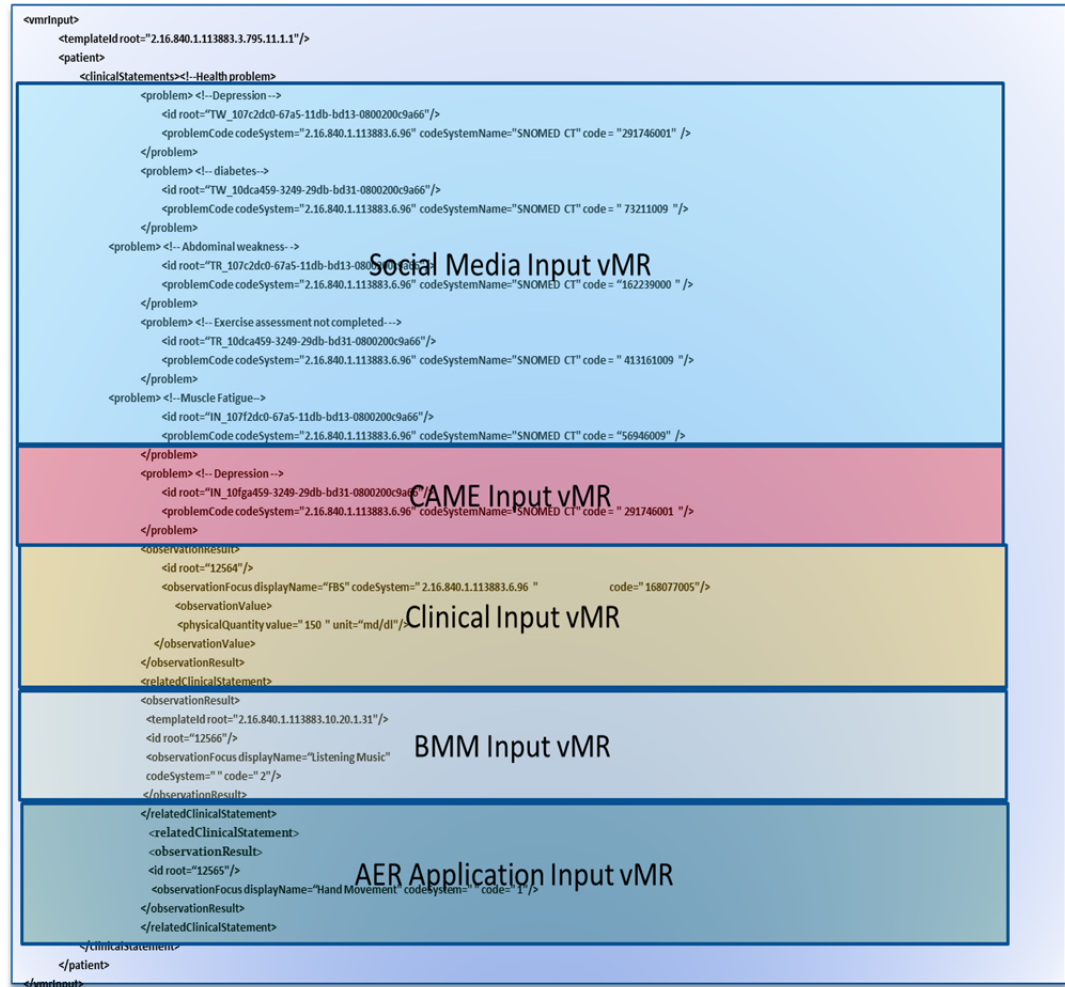 <vmrInput>
<templateId root="2.16.840.1.113883.3.795.11.1.1"/>
<patient>
<clinicalStatements><!--Health problem>
<problem> <!--Depression -->
<id root=“TW_107c2dc0-67a5-11db-bd13-0800200c9a66"/>
<problemCode codeSystem="2.16.840.1.113883.6.96" codeSystemName="SNOMED CT" code = "291746001" />
</problem>
<problem> <!-- diabetes-->
<id root=“TW_10dca459-3249-29db-bd31-0800200c9a66"/>
<problemCode codeSystem="2.16.840.1.113883.6.96" codeSystemName="SNOMED CT" code = " 73211009 "/>
</problem>
<problem> <!-- Abdominal weakness-->
Social Media Input vMR
<id root=“TR_107c2dc0-67a5-11db-bd13-0800200c9a66"/>
<problemCode codeSystem="2.16.840.1.113883.6.96" codeSystemName="SNOMED CT" code = “162239000 " />
</problem>
<problem> <!-- Exercise assessment not completed--->
<id root=“TR_10dca459-3249-29db-bd31-0800200c9a66"/>
<problemCode codeSystem="2.16.840.1.113883.6.96" codeSystemName="SNOMED CT" code = " 413161009 "/>
</problem>
<problem> <!--Muscle Fatigue-->
<id root=“IN_107f2dc0-67a5-11db-bd13-0800200c9a66"/>
<problemCode codeSystem="2.16.840.1.113883.6.96" codeSystemName="SNOMED CT" code = “56946009" />
</problem>
<problem> <!-- Depression -->
CAME Input vMR
<id root=“IN_10fga459-3249-29db-bd31-0800200c9a66"/>
<problemCode codeSystem="2.16.840.1.113883.6.96" codeSystemName="SNOMED CT" code = " 291746001 "/>
</problem>
<observationResult>
<id root=“12564"/>
<observationFocus displayName=“FBS" codeSystem=" 2.16.840.1.113883.6.96 " code=" 168077005"/>
<observationValue>
Clinical Input vMR
<physicalQuantity value=" 150 " unit=“md/dl"/>
</observationValue>
</observationResult>
<relatedClinicalStatement>
<observationResult>
<templateId root="2.16.840.1.113883.10.20.1.31"/>
<id root=“12566"/>
BMM Input vMR
<observationFocus displayName=“Listening Music"
codeSystem=" " code=" 2"/>
</observationResult>
</relatedClinicalStatement>
<relatedClinicalStatement>
<observationResult>
<id root=“12565"/>
AER Application Input vMR
<observationFocus displayName=“Hand Movement" codeSystem=" " code=" 1"/>
</observationResult>
</relatedClinicalStatement>
</clinicalStatement>
</patient>
</vmrInput>